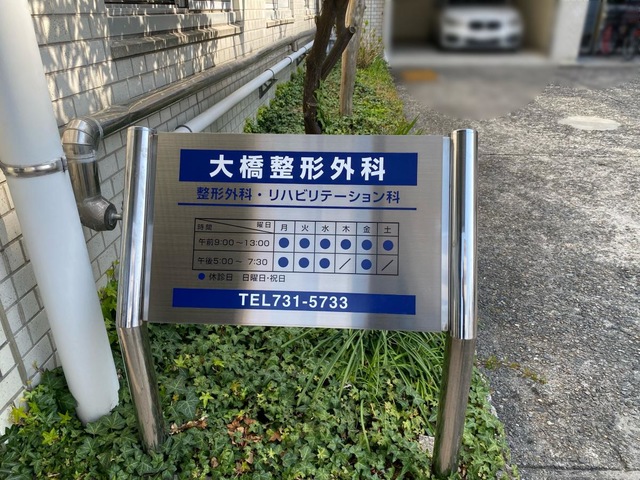 大橋整形外科
整形外科・リハビリテーション科
時間 曜日 月 火 水 木 金 土
午前9:00～13:00 ● ● ● ● ● ●
午後5:00～ 7:30 ● ● ● ／ ● ／
●休診日 日曜日・祝日
TEL731-5733